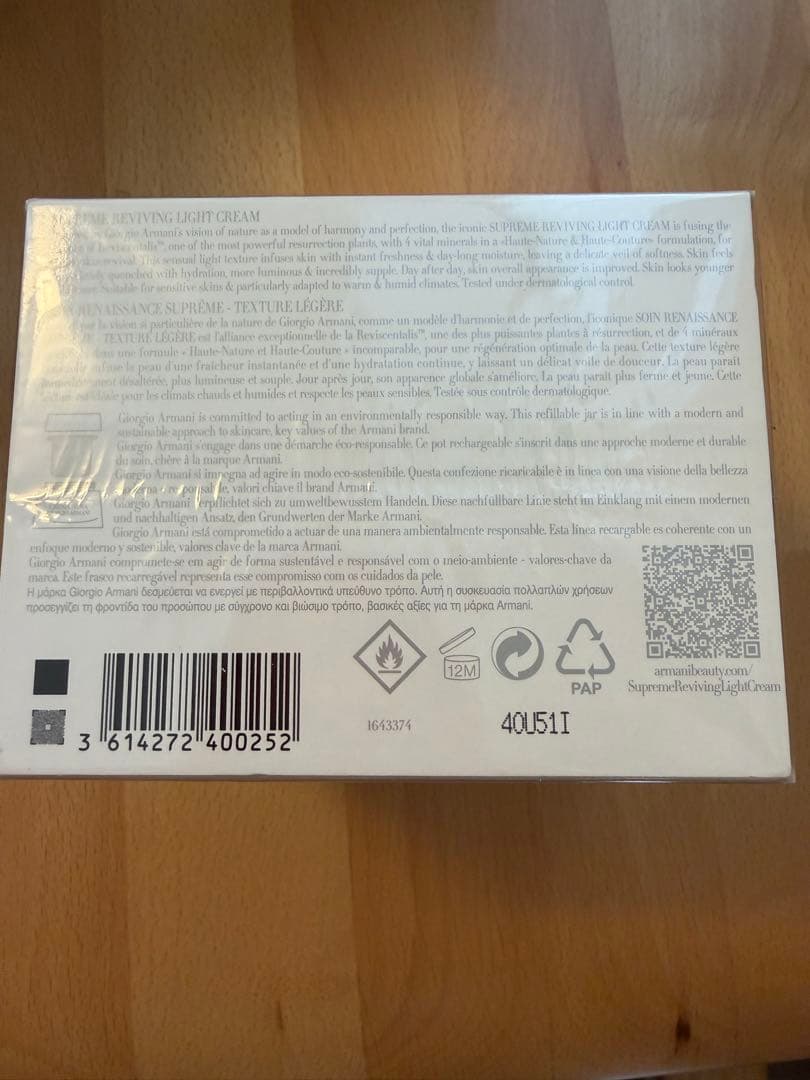 SUPREME REVIVING LIGHT CREAM
Giorgio Armani's vision of nature as a model of harmony and perfection, the iconic SUPREME REVIVING LIGHT CREAM is fusing the
of Reviscentalis™, one of the most powerful resurrection plants, with 4 vital minerals in a «Haute-Nature & Haute-Couture» formulation, for
revival. This sensual light texture infuses skin with instant freshness & day-long moisture, leaving a delicate veil of softness. Skin feels
quenched with hydration, more luminous & incredibly supple. Day after day, skin overall appearance is improved. Skin looks younger
Suitable for sensitive skins & particularly adapted to warm & humid climates. Tested under dermatological control.
RENAISSANCE SUPRÊME - TEXTURE LÉGÈRE
par la vision si particulière de la nature de Giorgio Armani, comme un modèle d'harmonie et de perfection, l'iconique SOIN RENAISSANCE
- TEXTURE LÉGÈRE est l'alliance exceptionnelle de la Reviscentalis™, une des plus puissantes plantes à résurrection, et de 4 minéraux
dans une formule « Haute-Nature et Haute-Couture » incomparable, pour une régénération optimale de la peau. Cette texture légère
infuse la peau d'une fraîcheur instantanée et d'une hydratation continue, y laissant un délicat voile de douceur. La peau paraît
désaltérée, plus lumineuse et souple. Jour après jour, son apparence globale s'améliore. La peau paraît plus ferme et jeune. Cette
pour les climats chauds et humides et respecte les peaux sensibles. Testée sous contrôle dermatologique.
Giorgio Armani is committed to acting in an environmentally responsible way. This refillable jar is in line with a modern and
sustainable approach to skincare, key values of the Armani brand.
Giorgio Armani s'engage dans une démarche éco-responsable. Ce pot rechargeable s'inscrit dans une approche moderne et durable
du soin, chère à la marque Armani.
Giorgio Armani si impegna ad agire in modo eco-sostenibile. Questa confezione ricaricabile è in linea con una visione della bellezza
moderna e responsabile, valori chiave il brand Armani.
Giorgio Armani verpflichtet sich zu umweltbewusstem Handeln. Diese nachfüllbare Linie steht im Einklang mit einem modernen
und nachhaltigen Ansatz, den Grundwerten der Marke Armani.
Giorgio Armani está comprometido a actuar de una manera ambientalmente responsable. Esta línea recargable es coherente con un
enfoque moderno y sostenible, valores clave de la marca Armani.
Giorgio Armani compromete-se em agir de forma sustentável e responsável com o meio-ambiente - valores-chave da
marca. Este frasco recarregável representa esse compromisso com os cuidados da pele.
Η μάρκα Giorgio Armani δεσμεύεται να ενεργεί με περιβαλλοντικά υπεύθυνο τρόπο. Αυτή η συσκευασία πολλαπλών χρήσεων
προσεγγίζει τη φροντίδα του προσώπου με σύγχρονο και βιώσιμο τρόπο, βασικές αξίες για τη μάρκα Armani.
armanibeauty.com/
SupremeRevivingLightCream
12M
PAP
3 614272 400252
1643374
40U51I